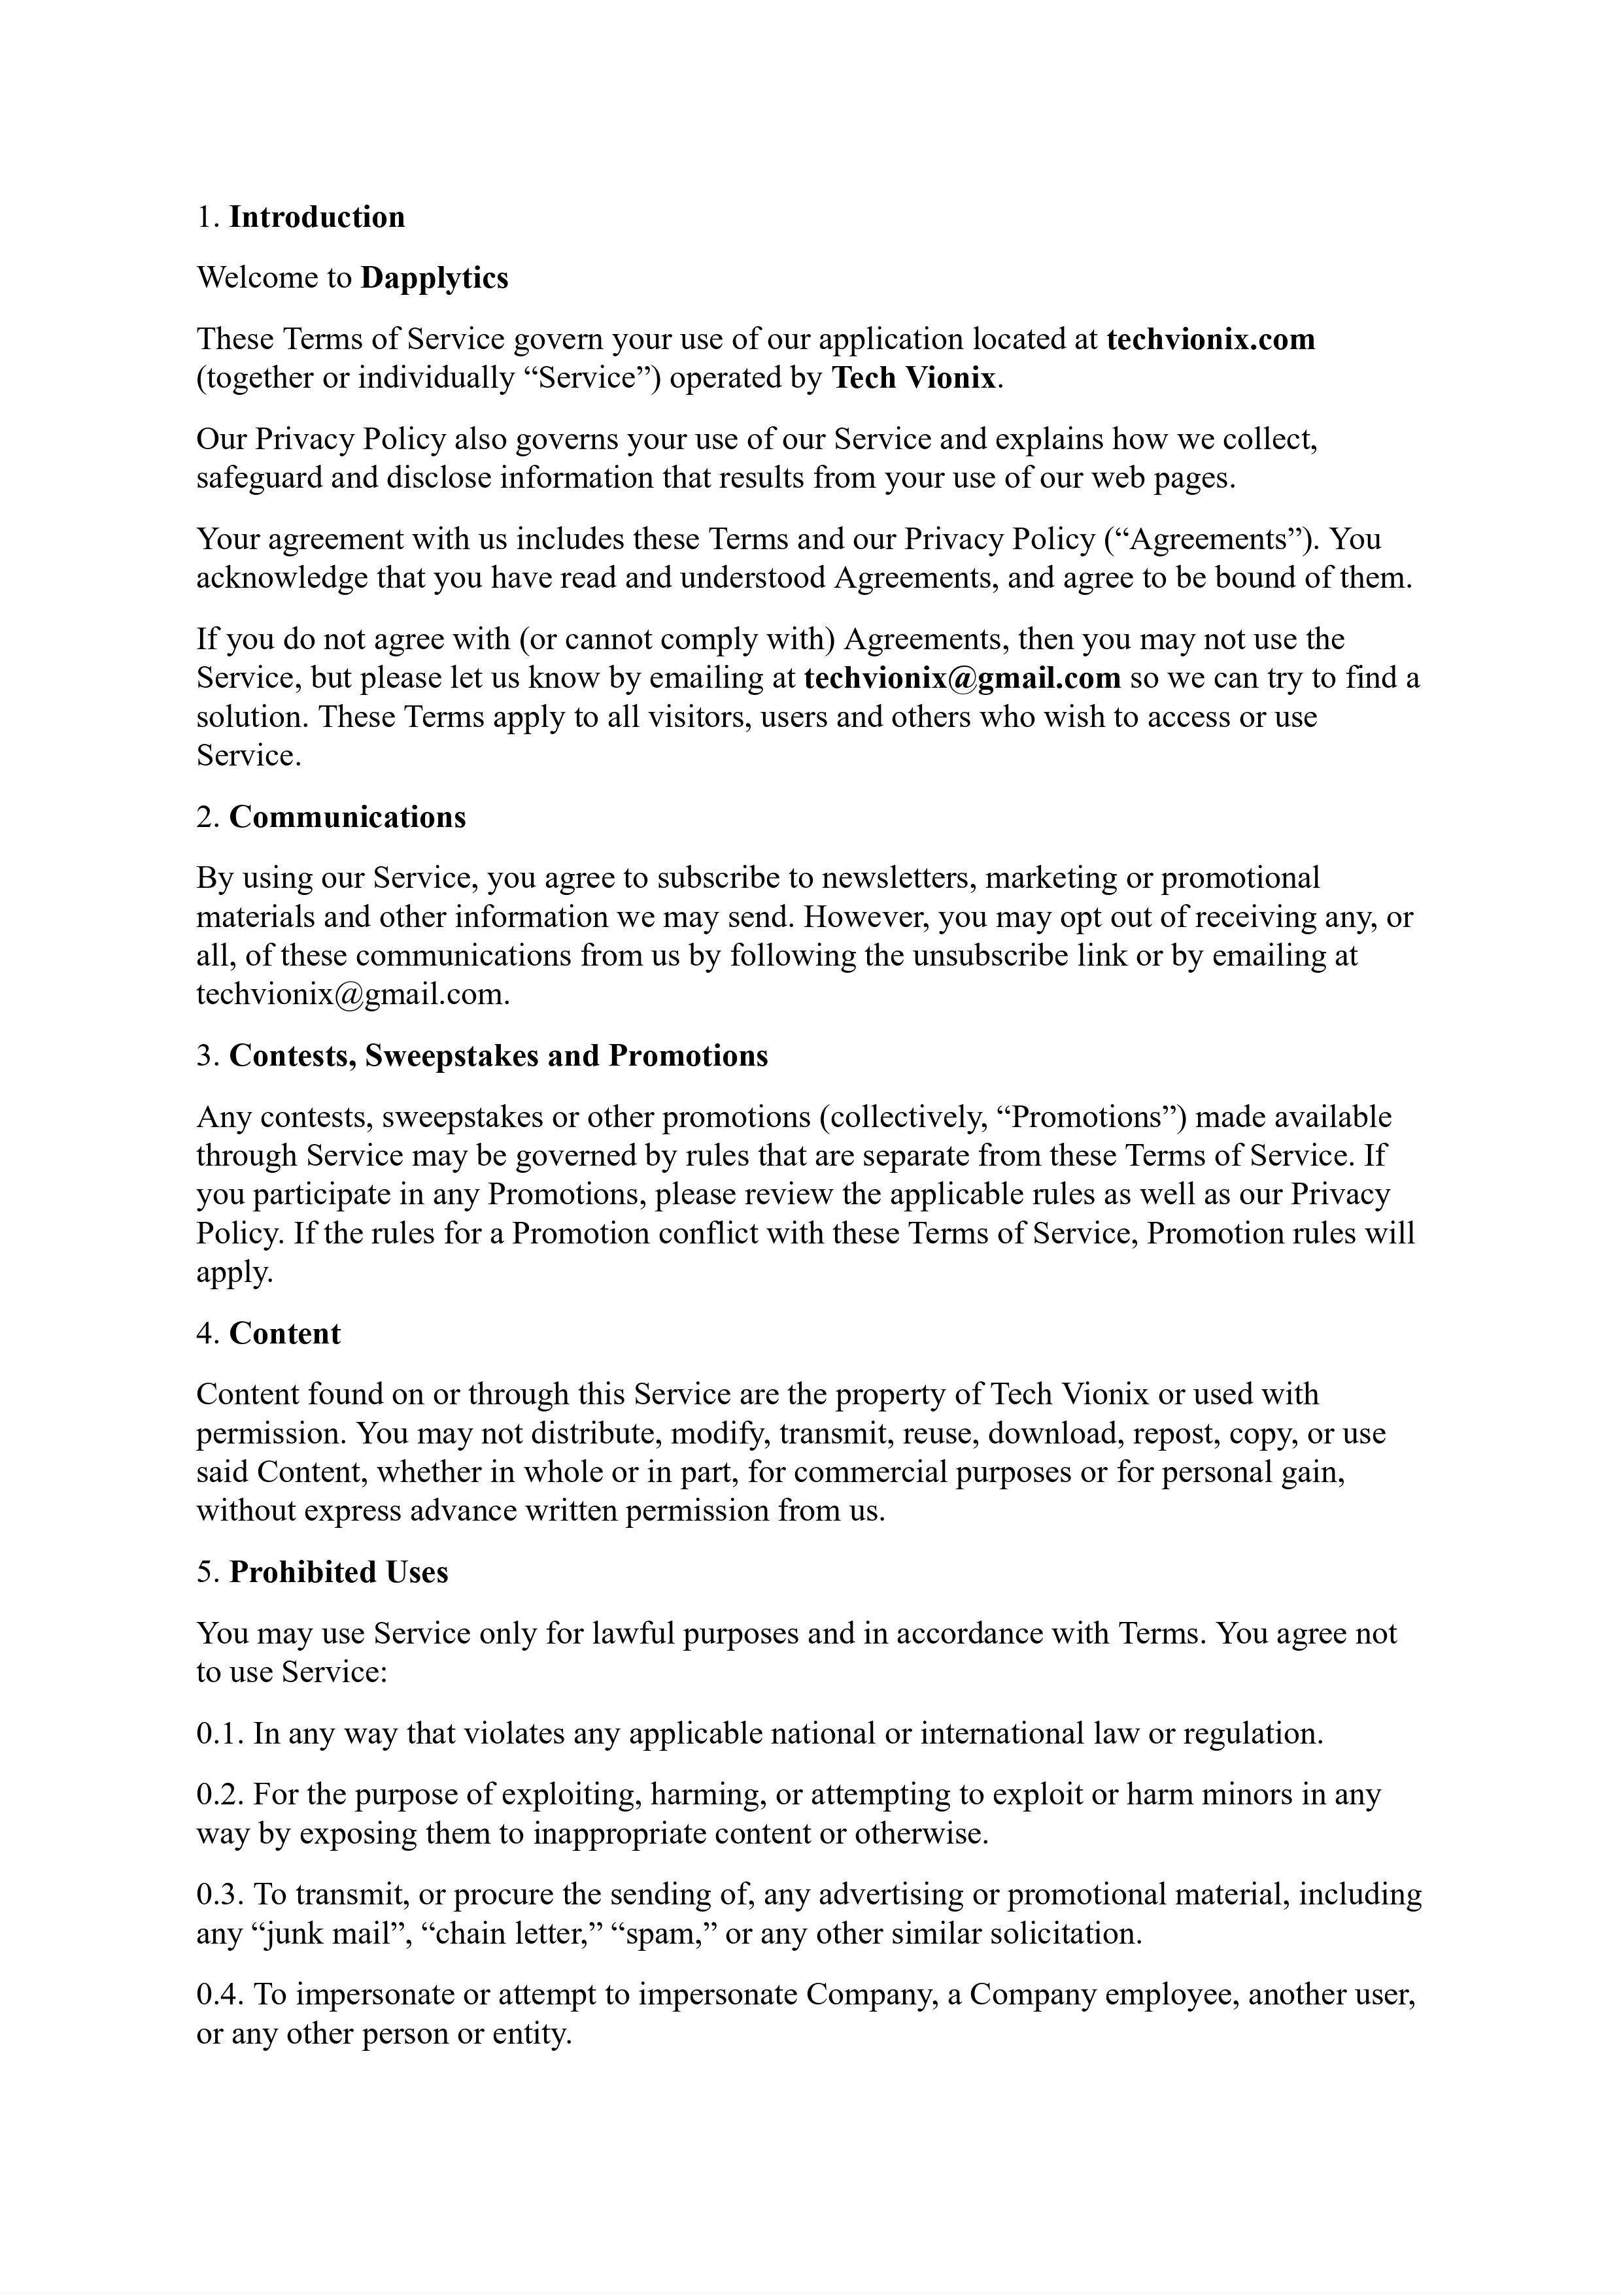 1. Introduction
Welcome to Dapplytics
These Terms of Service govern your use of our application located at techvionix.com
(together or individually “Service”) operated by Tech Vionix.
Our Privacy Policy also governs your use of our Service and explains how we collect,
safeguard and disclose information that results from your use of our web pages.
Your agreement with us includes these Terms and our Privacy Policy (“Agreements”). You
acknowledge that you have read and understood Agreements, and agree to be bound of them.
If you do not agree with (or cannot comply with) Agreements, then you may not use the
Service, but please let us know by emailing at techvionix@gmail.com so we can try to find a
solution. These Terms apply to all visitors, users and others who wish to access or use
Service.
2. Communications
By using our Service, you agree to subscribe to newsletters, marketing or promotional
materials and other information we may send. However, you may opt out of receiving any, or
all, of these communications from us by following the unsubscribe link or by emailing at
techvionix@gmail.com.
3. Contests, Sweepstakes and Promotions
Any contests, sweepstakes or other promotions (collectively, “Promotions”) made available
through Service may be governed by rules that are separate from these Terms of Service. If
you participate in any Promotions, please review the applicable rules as well as our Privacy
Policy. If the rules for a Promotion conflict with these Terms of Service, Promotion rules will
apply.
4. Content
Content found on or through this Service are the property of Tech Vionix or used with
permission. You may not distribute, modify, transmit, reuse, download, repost, copy, or use
said Content, whether in whole or in part, for commercial purposes or for personal gain,
without express advance written permission from us.
5. Prohibited Uses
You may use Service only for lawful purposes and in accordance with Terms. You agree not
to use Service:
0.1. In any way that violates any applicable national or international law or regulation.
0.2. For the purpose of exploiting, harming, or attempting to exploit or harm minors in any
way by exposing them to inappropriate content or otherwise.
0.3. To transmit, or procure the sending of, any advertising or promotional material, including
any “junk mail”, “chain letter,” “spam,” or any other similar solicitation.
0.4. To impersonate or attempt to impersonate Company, a Company employee, another user,
or any other person or entity.